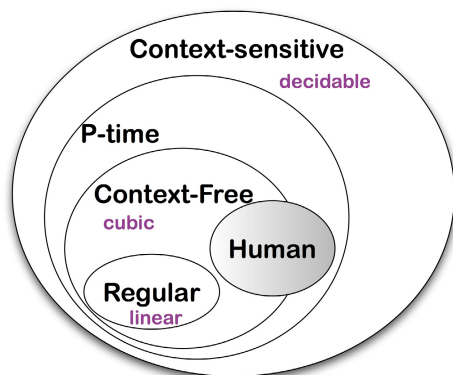 Context-sensitive
decidable
P-time
Context-Free
cubic
Human
Regular
linear